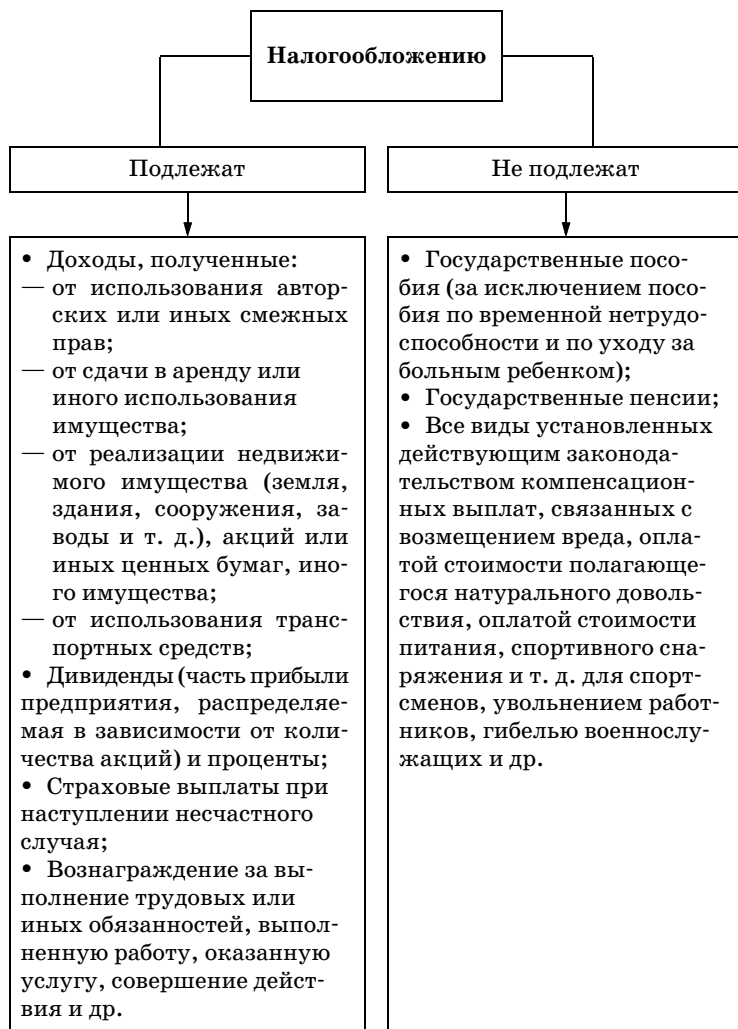 Налогообложению
Подлежат
Не подлежат
• Доходы, полученные:
— от использования автор-
ских или иных смежных
прав;
— от сдачи в аренду или
иного использования
имущества;
— от реализации недвижи-
мого имущества (земля,
здания, сооружения, за-
воды и т. д.), акций или
иных ценных бумаг, ино-
го имущества;
— от использования транс-
портных средств;
• Дивиденды (часть прибыли
предприятия, распределяе-
мая в зависимости от коли-
чества акций) и проценты;
• Страховые выплаты при
наступлении несчастного
случая;
• Вознаграждение за вы-
полнение трудовых или
иных обязанностей, выпол-
ненную работу, оказанную
услугу, совершение дейст-
вия и др.
• Государственные посо-
бия (за исключением посо-
бия по временной нетрудо-
способности и по уходу за
больным ребенком);
• Государственные пенсии;
• Все виды установленных
действующим законода-
тельством компенсацион-
ных выплат, связанных с
возмещением вреда, опла-
той стоимости полагающе-
гося натурального доволь-
ствия, оплатой стоимости
питания, спортивного сна-
ряжения и т. д. для спорт-
сменов, увольнением работ-
ников, гибелью военнослу-
жащих и др.